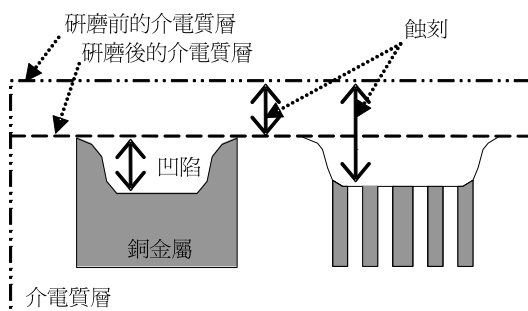 研磨前的介電質層
研磨後的介電質層
蝕刻
凹陷
銅金屬
介電質層